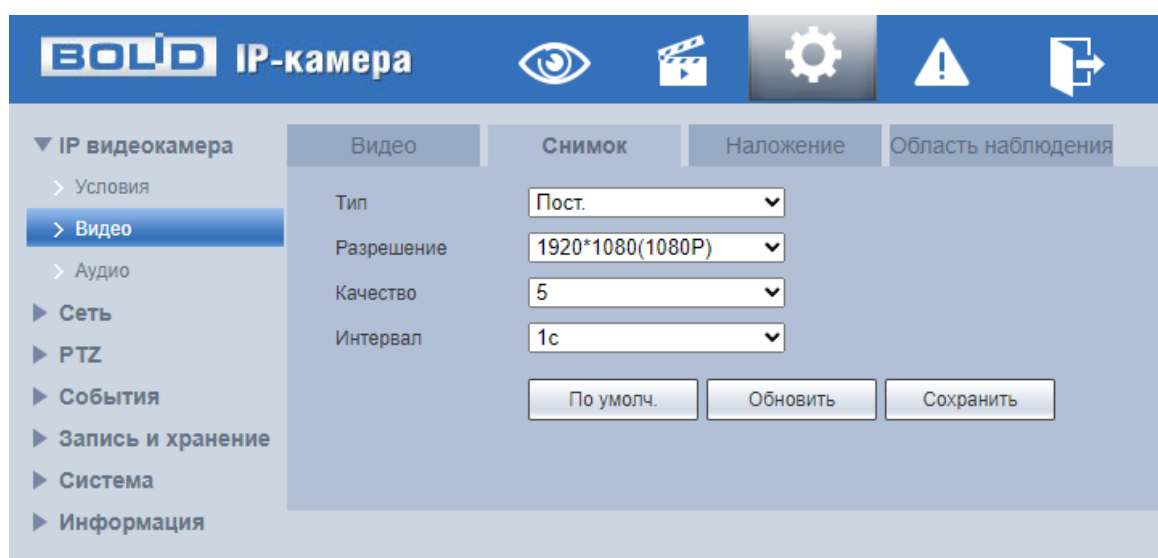 BOLID IP-камера
IP видеокамера
Условия
Видео
Аудио
Сеть
PTZ
События
Запись и хранение
Система
Информация
Видео Снимок Наложение Область наблюдения
Тип Пост.
Разрешение 1920*1080(1080P)
Качество 5
Интервал 1с
По умолч. Обновить Сохранить